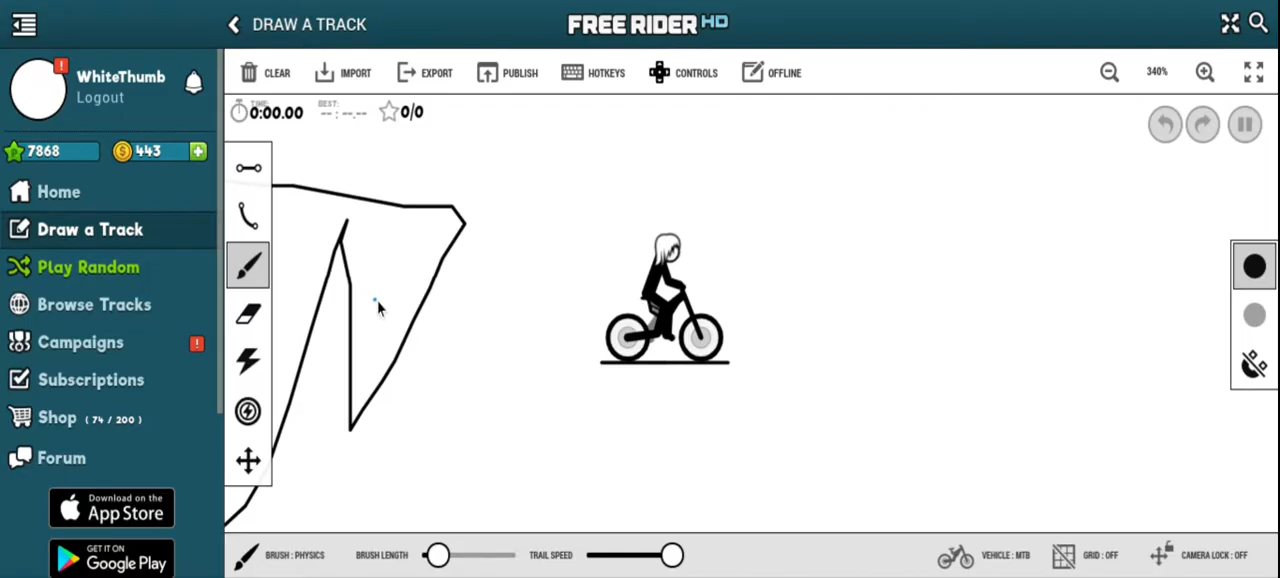 DRAW A TRACK
FREE RIDER HD
WhiteThumb
Logout
!
CLEAR
IMPORT
EXPORT
PUBLISH
HOTKEYS
CONTROLS
OFFLINE
340%
TIME:
0:00.00
BEST:
-- : --.--
0/0
7868
443
Home
Draw a Track
Play Random
Browse Tracks
Campaigns
!
Subscriptions
Shop ( 74 / 200 )
Forum
Download on the
App Store
GET IT ON
Google Play
BRUSH : PHYSICS
BRUSH LENGTH
TRAIL SPEED
VEHICLE : MTB
GRID : OFF
CAMERA LOCK : OFF